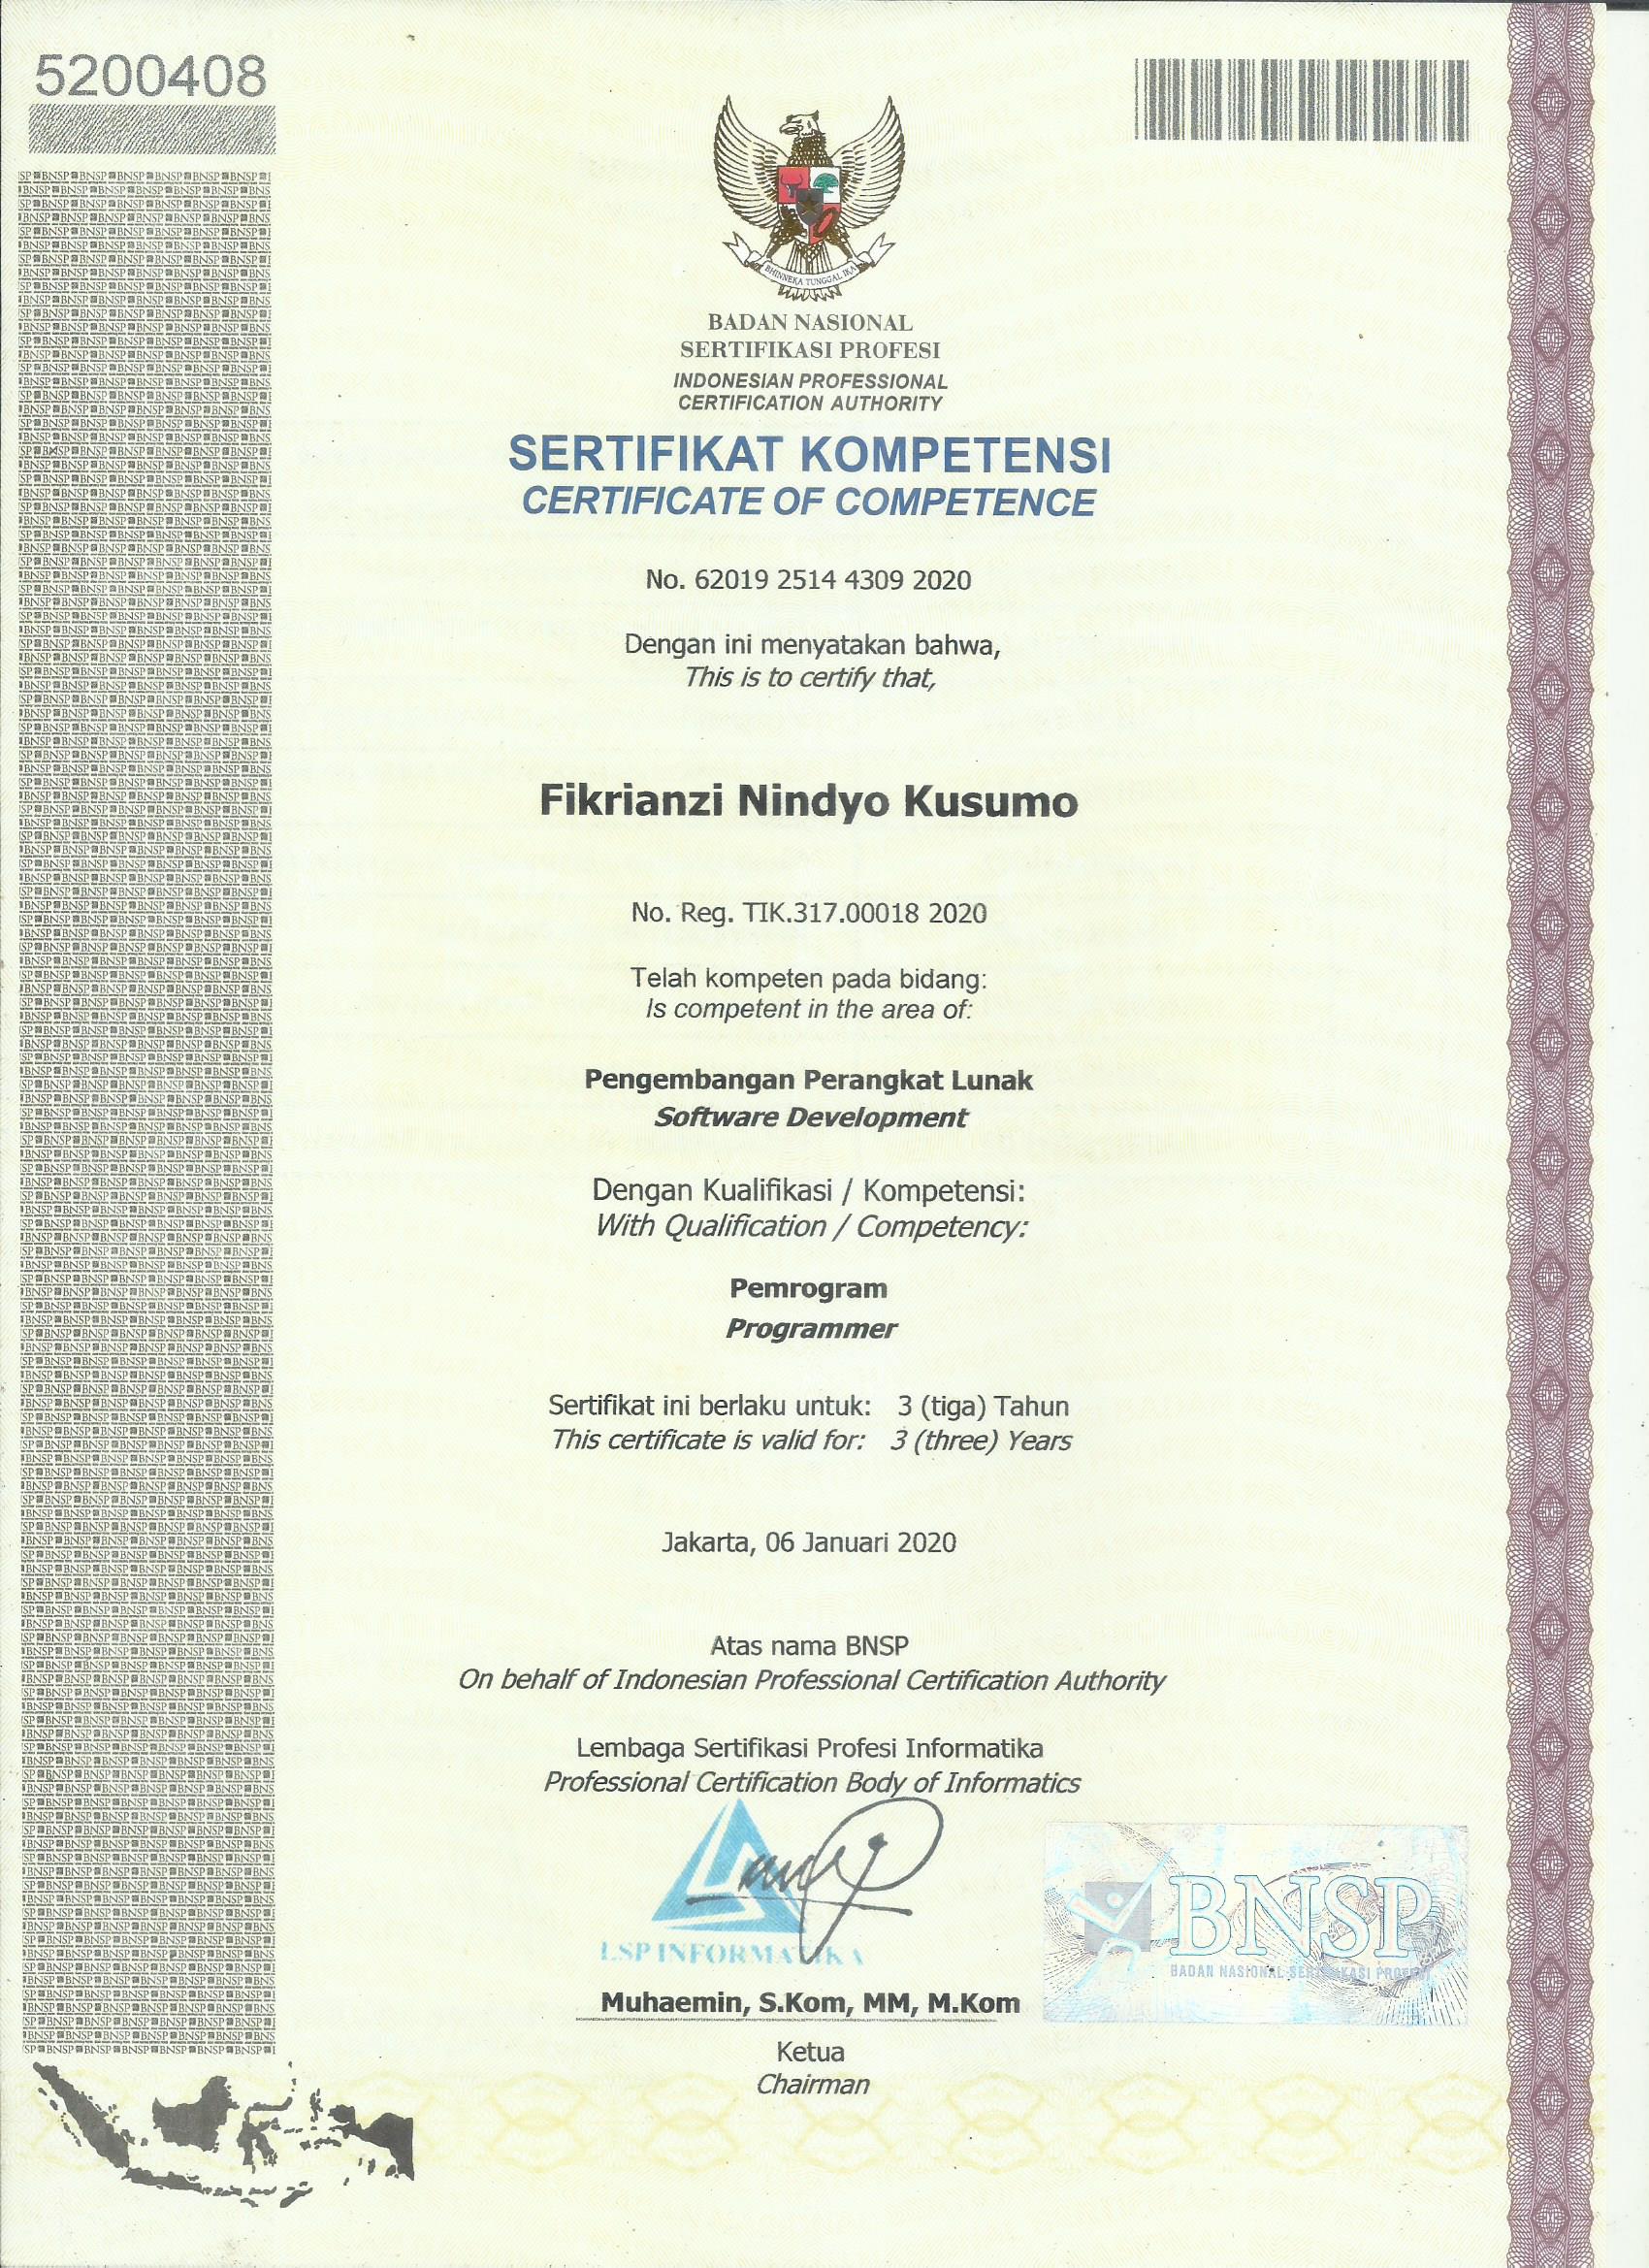 5200408
BHINNEKA TUNGGAL IKA
BADAN NASIONAL
SERTIFIKASI PROFESI
INDONESIAN PROFESSIONAL
CERTIFICATION AUTHORITY
SERTIFIKAT KOMPETENSI
CERTIFICATE OF COMPETENCE
No. 62019 2514 4309 2020
Dengan ini menyatakan bahwa,
This is to certify that,
Fikrianzi Nindyo Kusumo
No. Reg. TIK.317.00018 2020
Telah kompeten pada bidang:
Is competent in the area of:
Pengembangan Perangkat Lunak
Software Development
Dengan Kualifikasi / Kompetensi:
With Qualification / Competency:
Pemrogram
Programmer
Sertifikat ini berlaku untuk: 3 (tiga) Tahun
This certificate is valid for: 3 (three) Years
Jakarta, 06 Januari 2020
Atas nama BNSP
On behalf of Indonesian Professional Certification Authority
Lembaga Sertifikasi Profesi Informatika
Professional Certification Body of Informatics
LSP INFORMATIKA
BNSP
BADAN NASIONAL SERTIFIKASI PROFESI
Muhaemin, S.Kom, MM, M.Kom
Ketua
Chairman